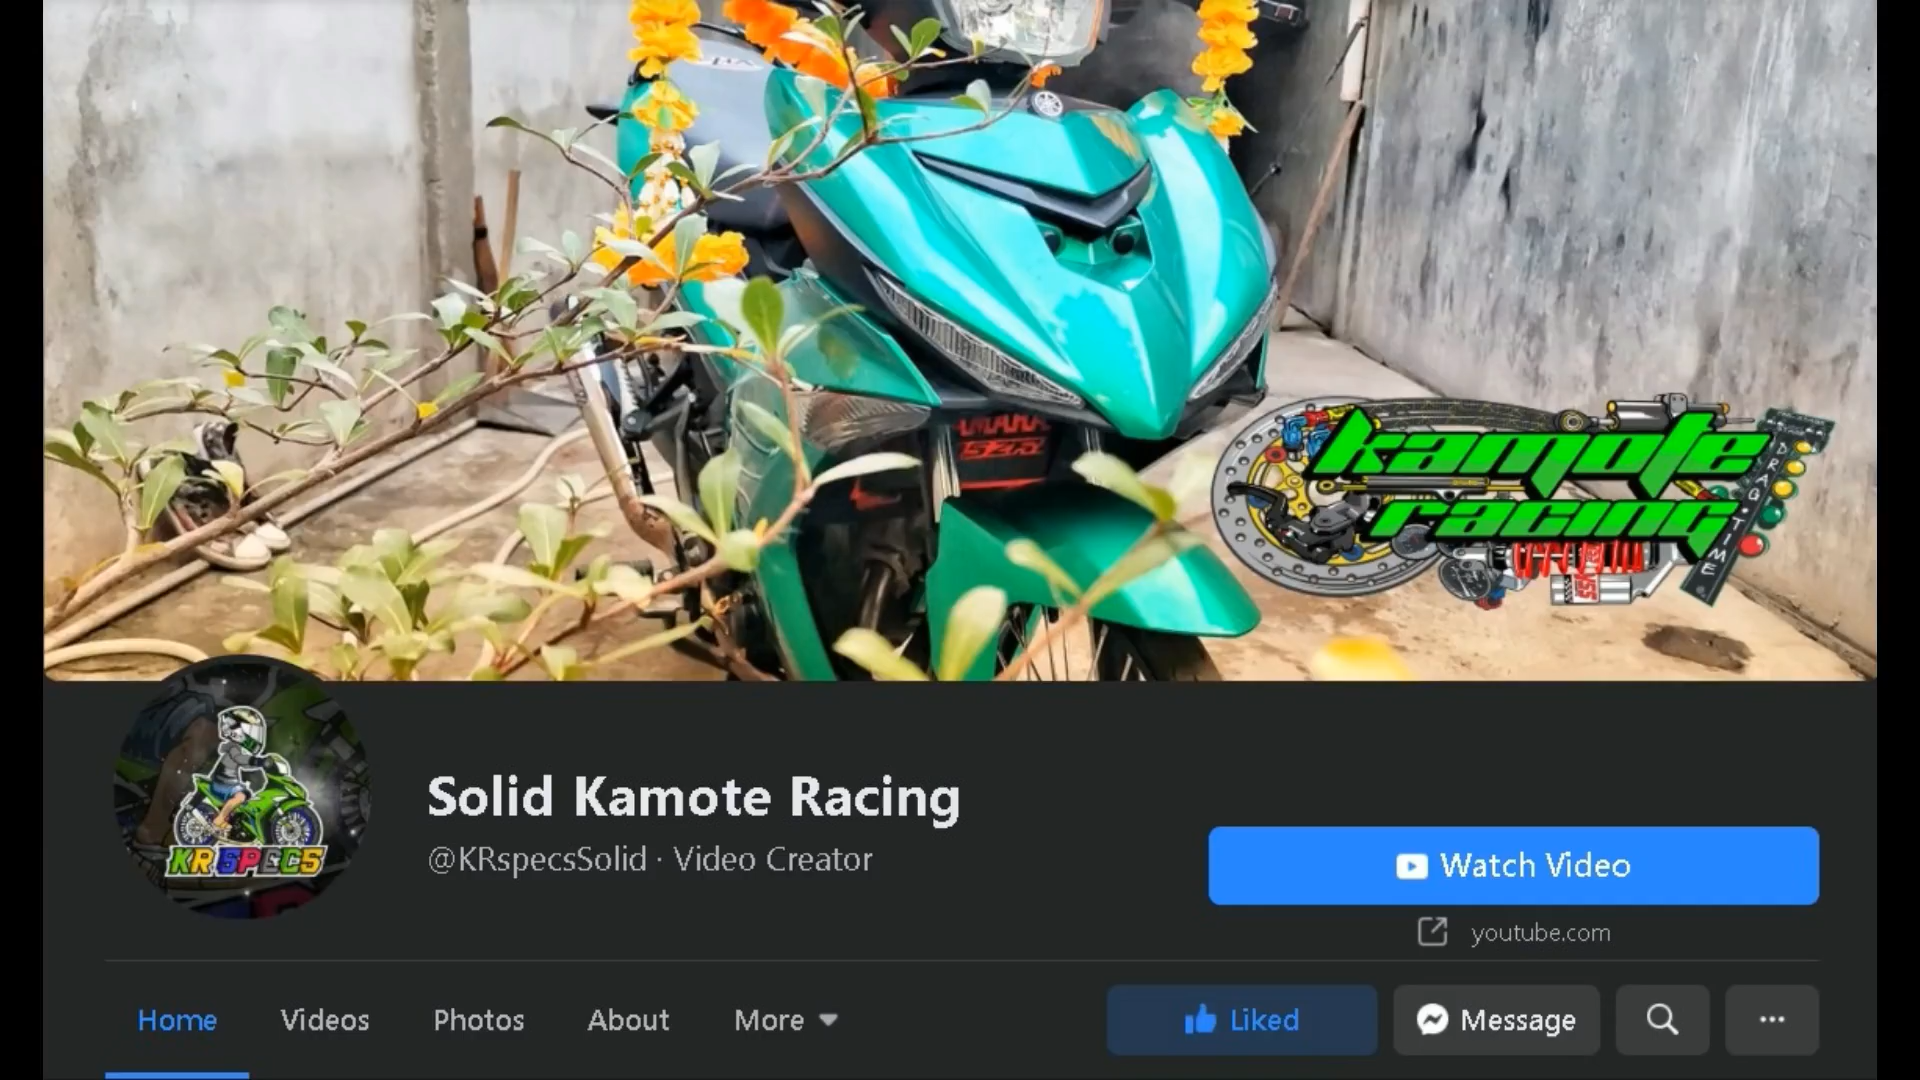 YAMAHA
kamote
racing
DRAG TIME
KR SPECS
Solid Kamote Racing
@KRspecsSolid · Video Creator
Watch Video
youtube.com
Home
Videos
Photos
About
More
Liked
Message